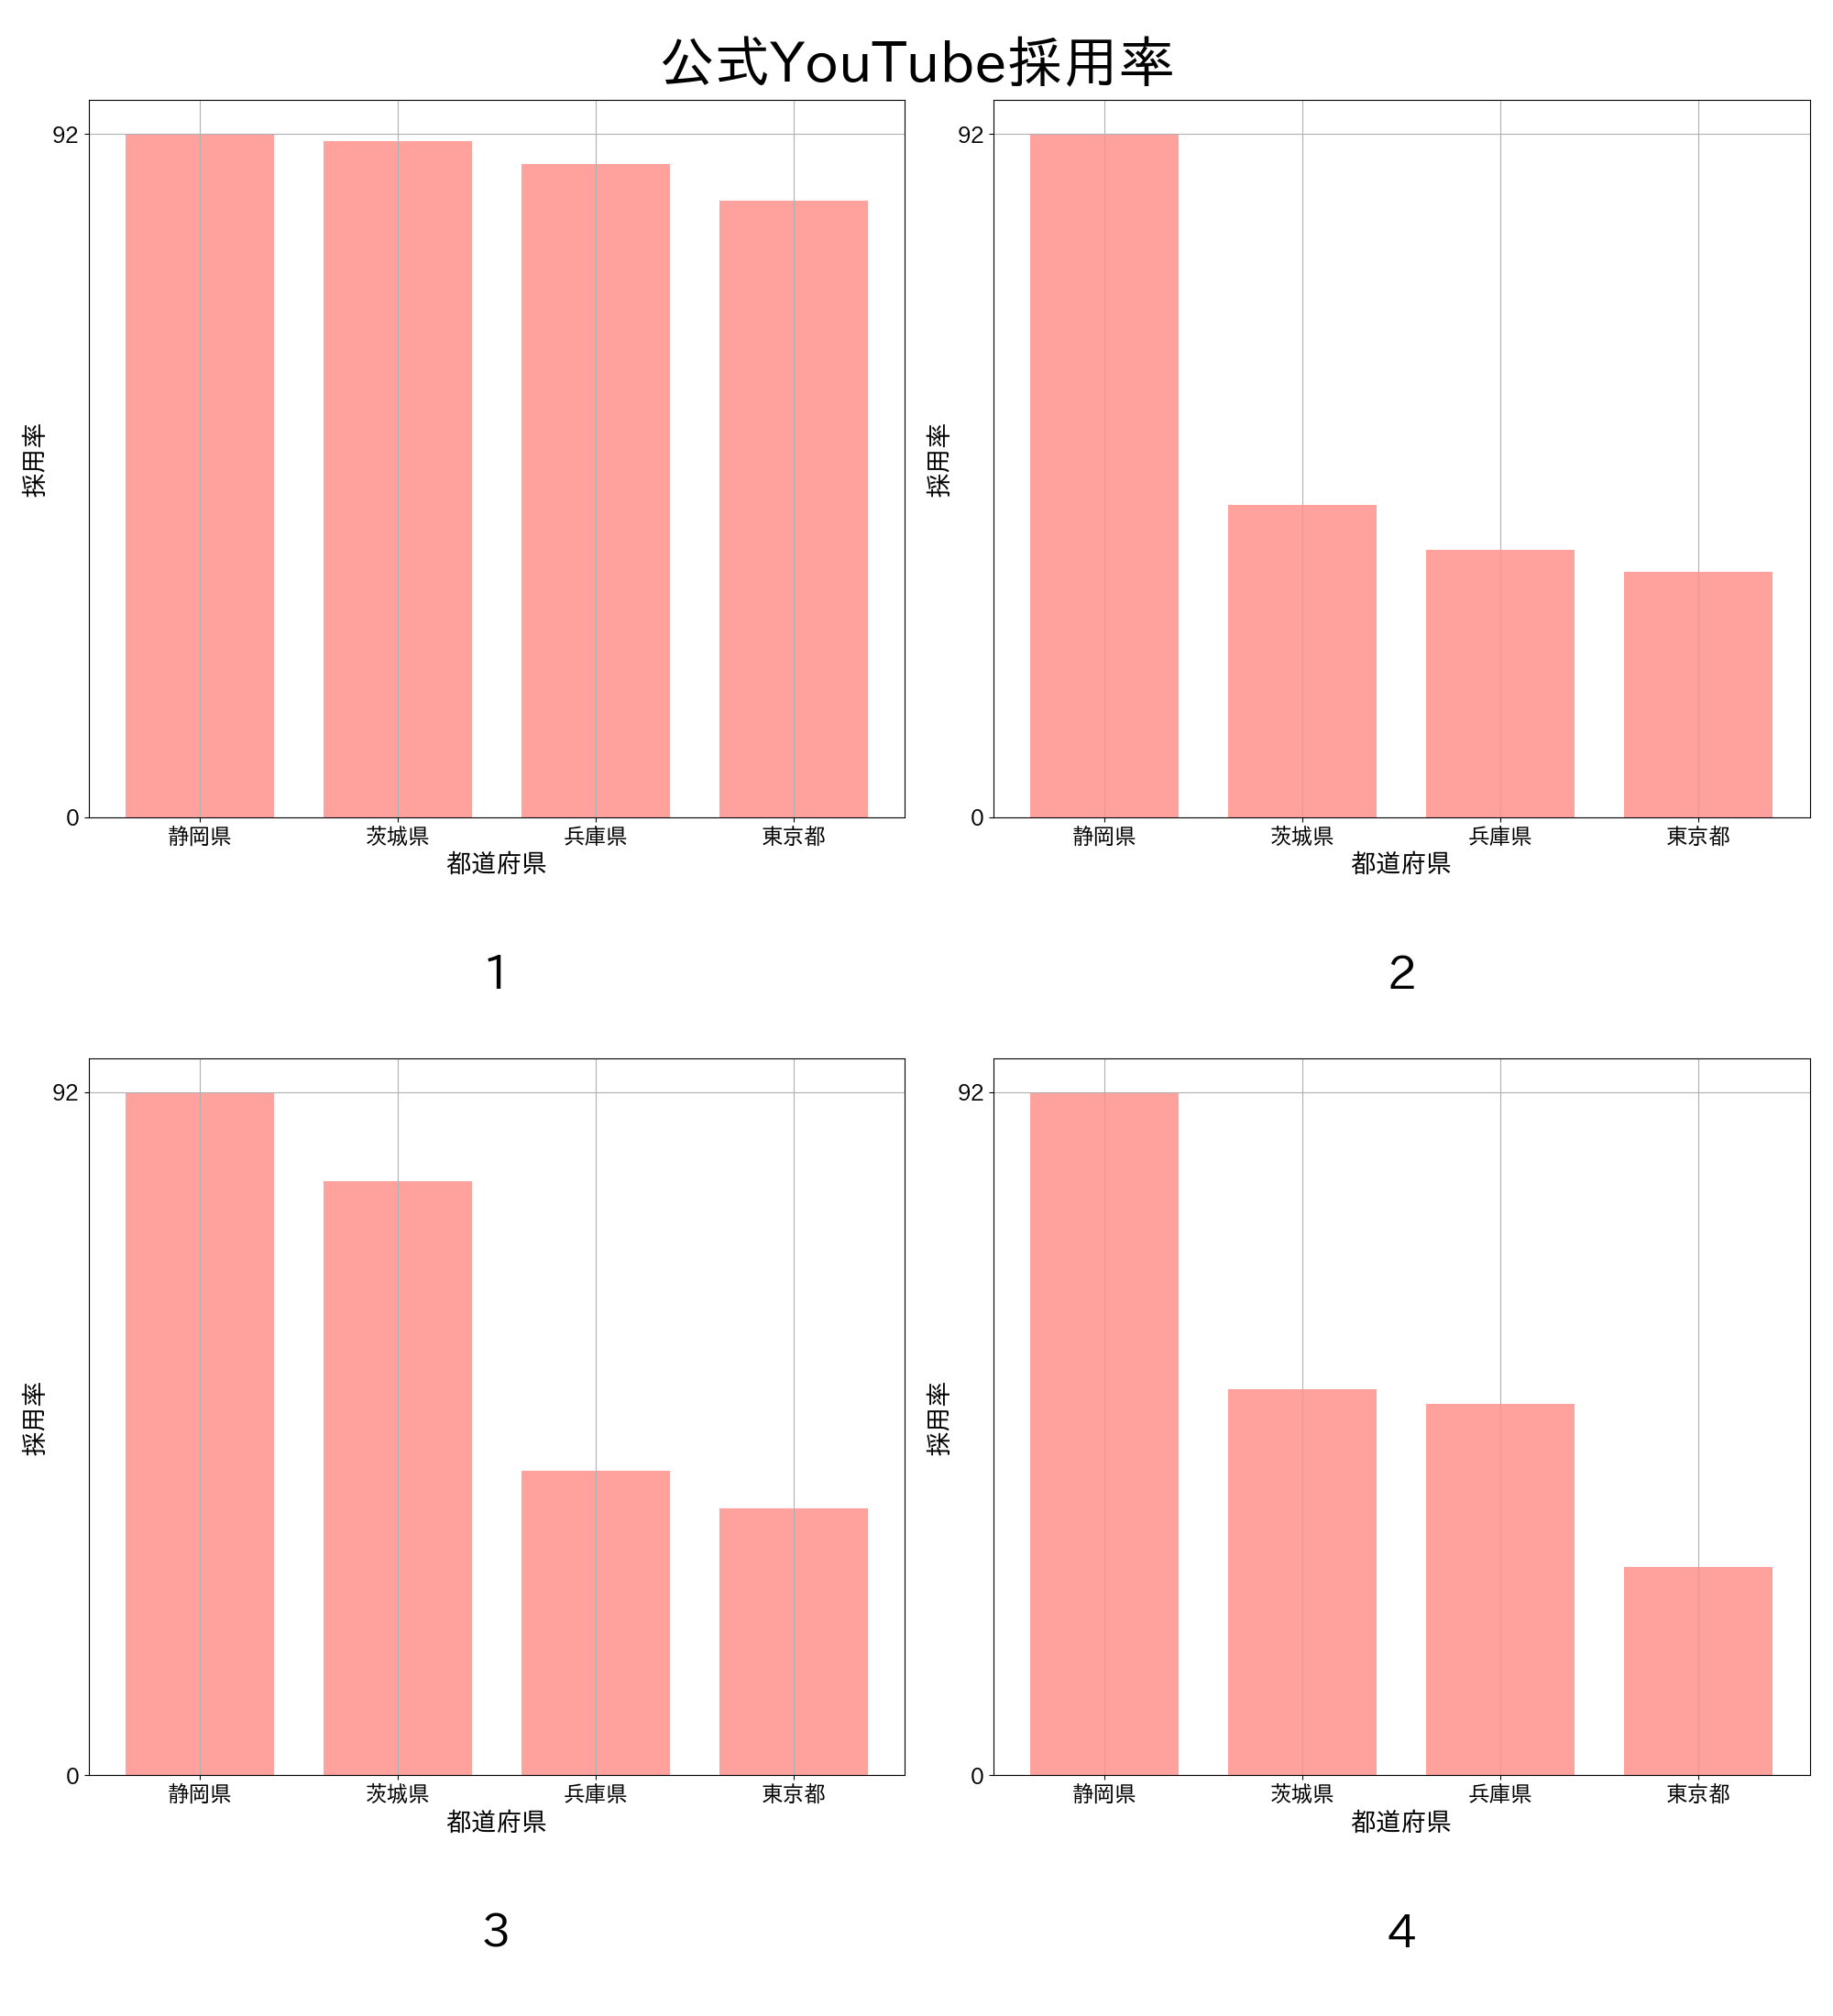 公式YouTube採用率
92
0
採用率
静岡県 茨城県 兵庫県 東京都
都道府県
1
92
0
採用率
静岡県 茨城県 兵庫県 東京都
都道府県
2
92
0
採用率
静岡県 茨城県 兵庫県 東京都
都道府県
3
92
0
採用率
静岡県 茨城県 兵庫県 東京都
都道府県
4